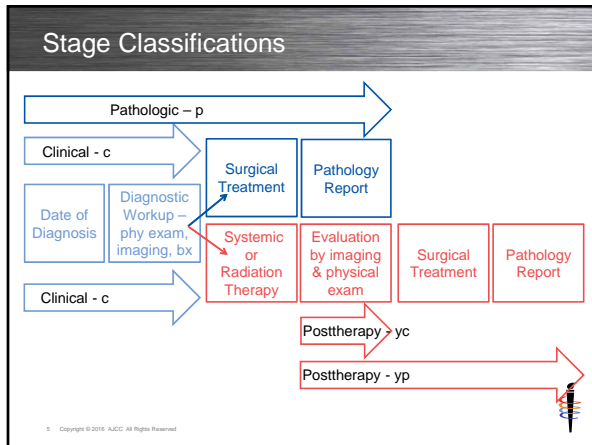 Stage Classifications
Pathologic – p
Clinical - c
Surgical
Treatment
Pathology
Report
Date of
Diagnosis
Diagnostic
Workup –
phy exam,
imaging, bx
Systemic
or
Radiation
Therapy
Evaluation
by imaging
& physical
exam
Surgical
Treatment
Pathology
Report
Clinical - c
Posttherapy - yc
Posttherapy - yp
5 Copyright © 2016 AJCC All Rights Reserved